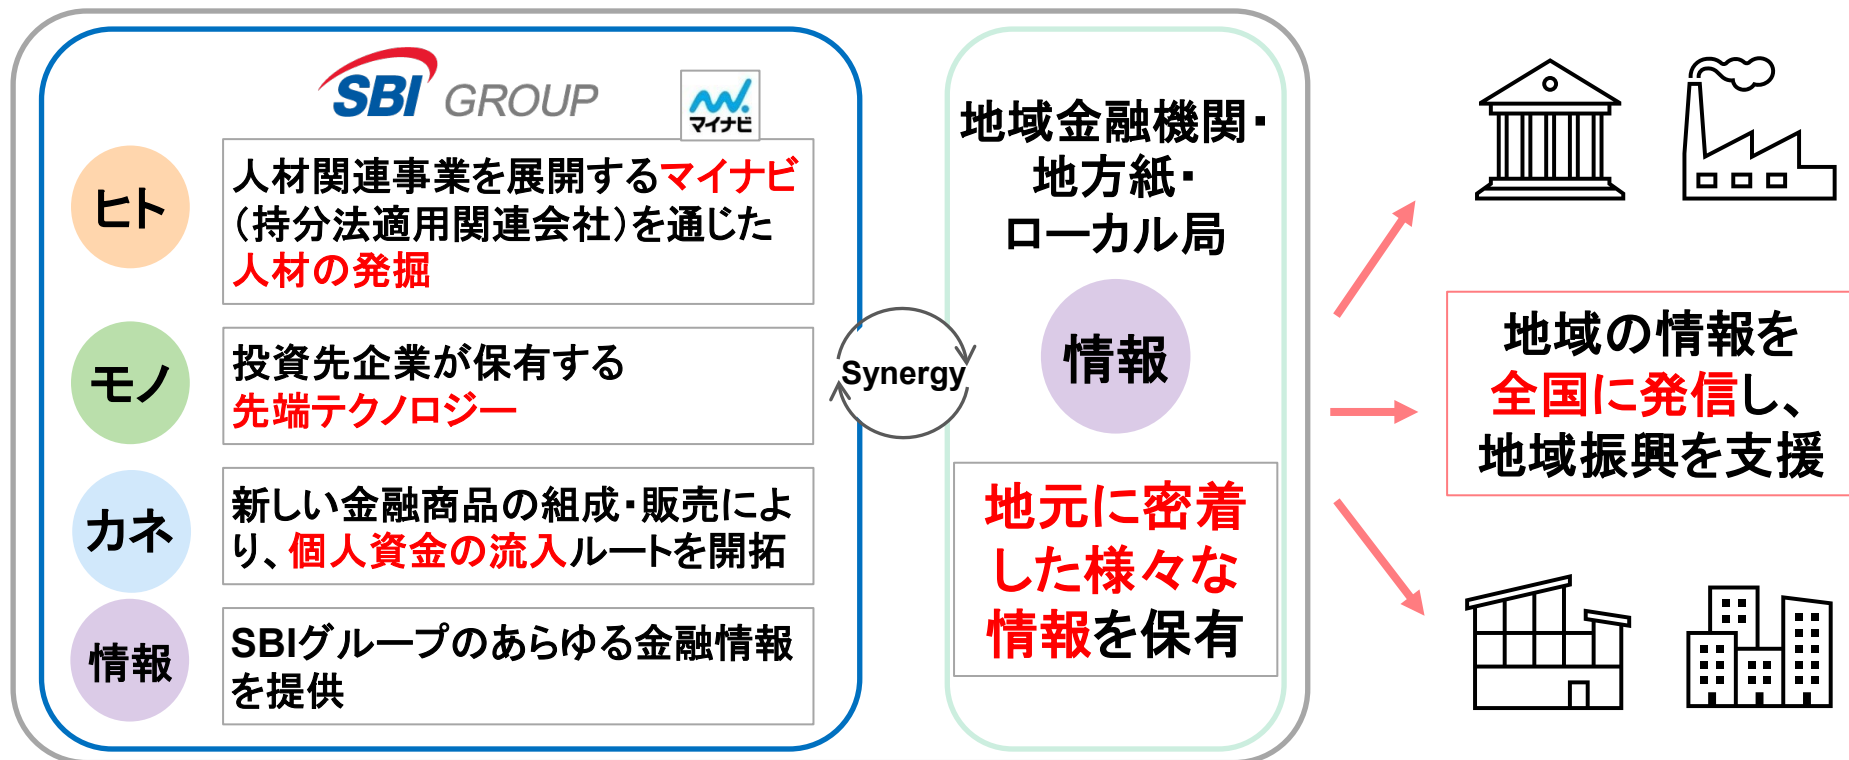 SBI GROUP
マイナビ
ヒト
人材関連事業を展開するマイナビ
（持分法適用関連会社）を通じた
人材の発掘
モノ
投資先企業が保有する
先端テクノロジー
カネ
新しい金融商品の組成・販売によ
り、個人資金の流入ルートを開拓
情報
SBIグループのあらゆる金融情報
を提供
Synergy
地域金融機関・
地方紙・
ローカル局
情報
地元に密着
した様々な
情報を保有
地域の情報を
全国に発信し、
地域振興を支援